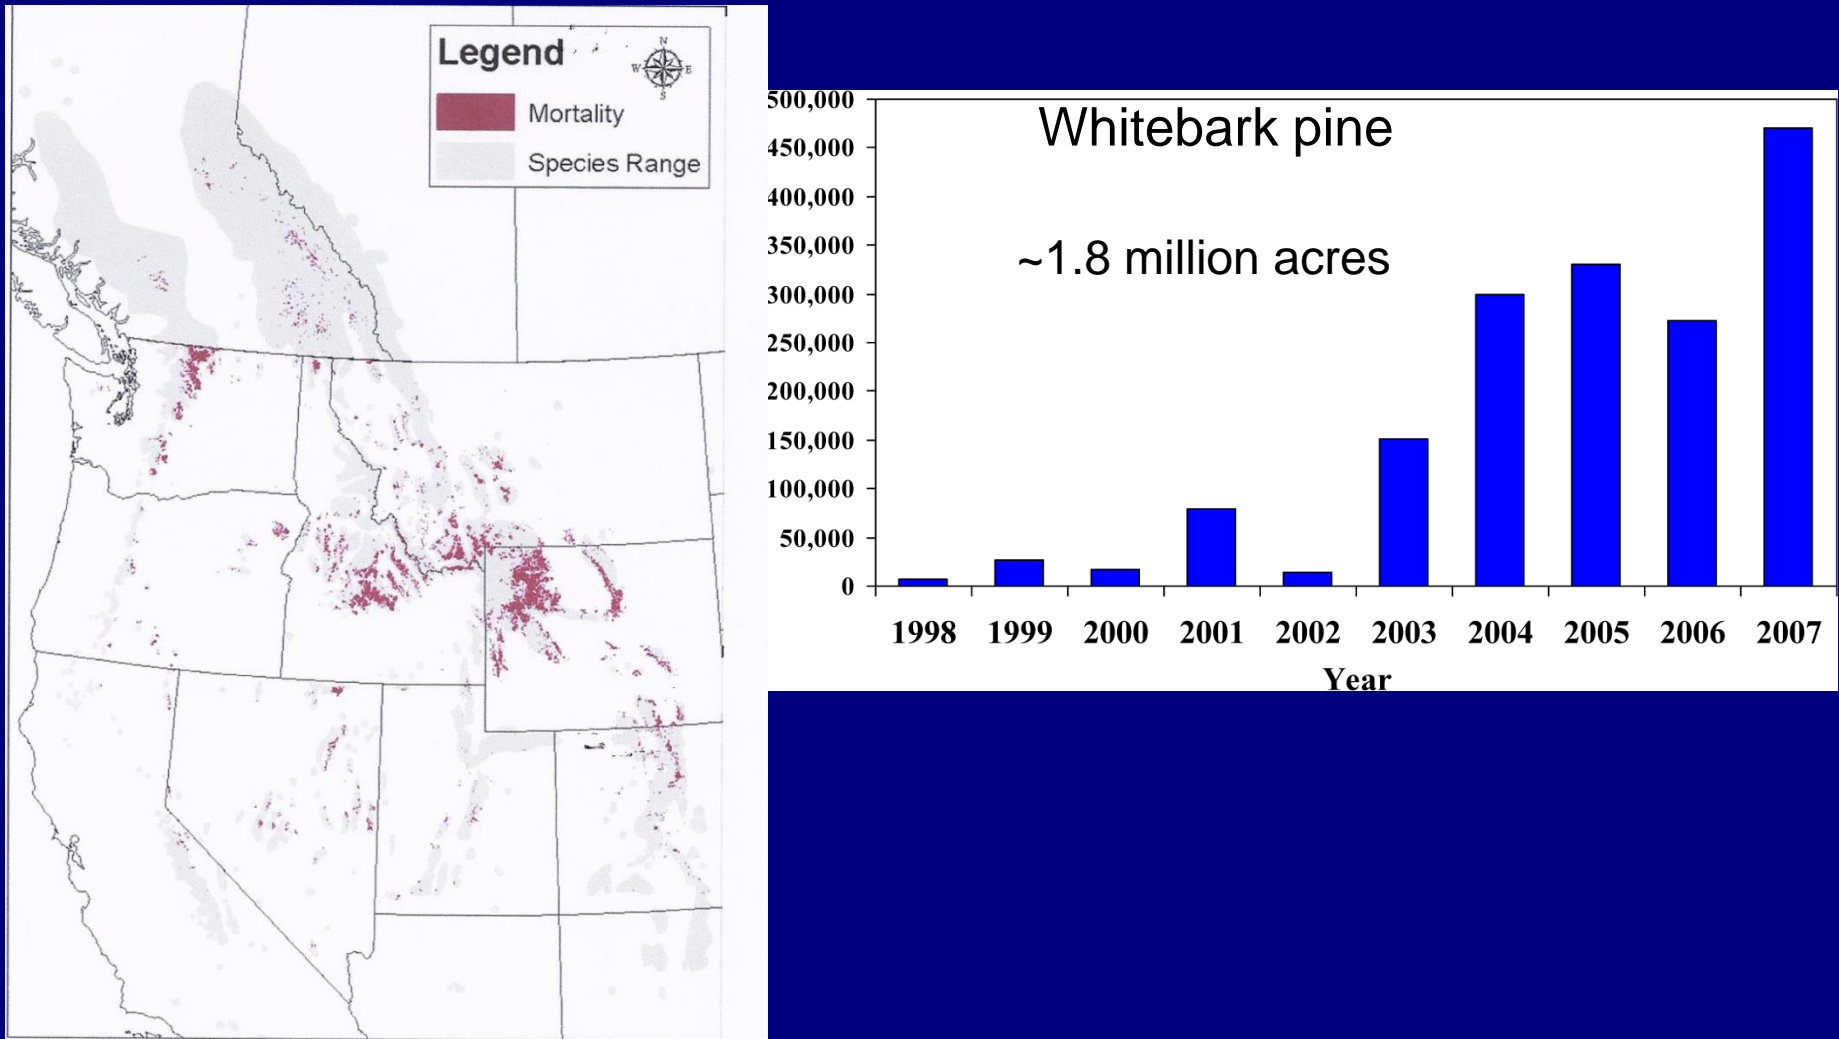 Legend
N
W E
S
Mortality
Species Range
Whitebark pine
~1.8 million acres
500,000
450,000
400,000
350,000
300,000
250,000
200,000
150,000
100,000
50,000
0
1998 1999 2000 2001 2002 2003 2004 2005 2006 2007
Year